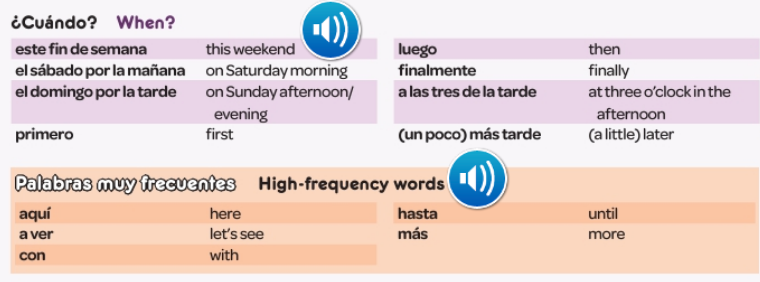 ¿Cuándo? When?
este fin de semana this weekend
el sábado por la mañana on Saturday morning
el domingo por la tarde on Sunday afternoon/
evening
primero first
luego then
finalmente finally
a las tres de la tarde at three o'clock in the
afternoon
(un poco) más tarde (a little) later
Palabras muy frecuentes High-frequency words
aquí here
a ver let's see
con with
hasta until
más more